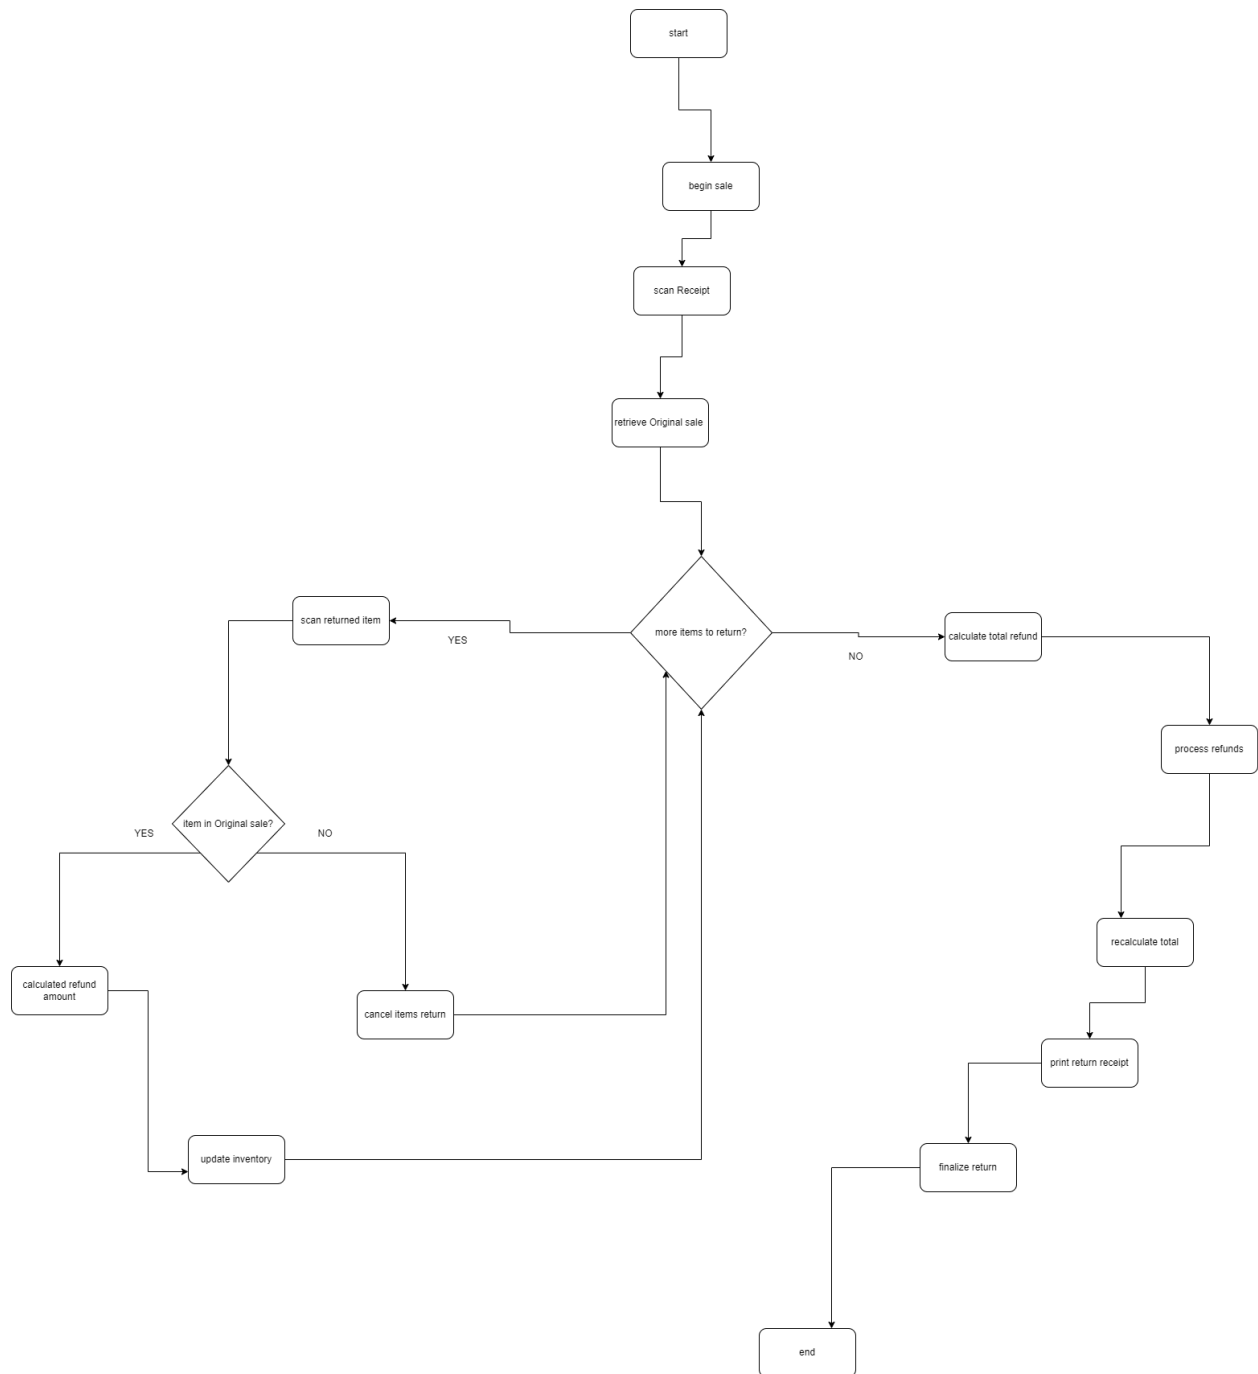 start
begin sale
scan Receipt
retrieve Original sale
more items to return?
scan returned item
YES
NO
calculate total refund
process refunds
item in Original sale?
YES
NO
recalculate total
calculated refund
amount
cancel items return
print return receipt
update inventory
finalize return
end